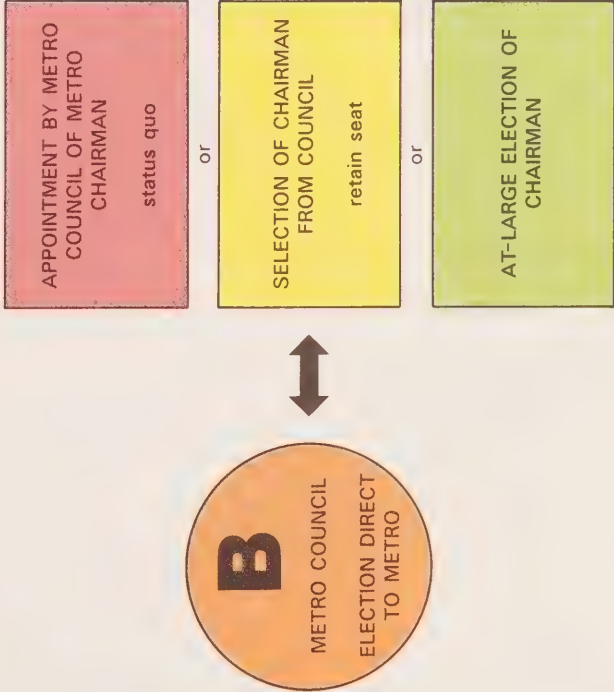 B
METRO COUNCIL
ELECTION DIRECT
TO METRO
APPOINTMENT BY METRO
COUNCIL OF METRO
CHAIRMAN
status quo
or
SELECTION OF CHAIRMAN
FROM COUNCIL
retain seat
or
AT-LARGE ELECTION OF
CHAIRMAN